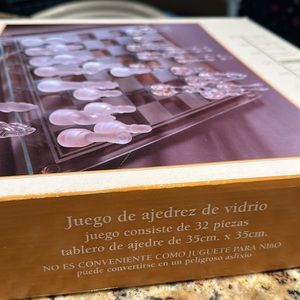 Juego de ajedrez de vidrio
juego consiste de 32 piezas
tablero de ajedre de 35cm. x 35cm.
NO ES CONVENIENTE COMO JUGUETE PARA NIÑO
puede convertirse en un peligroso asfixio